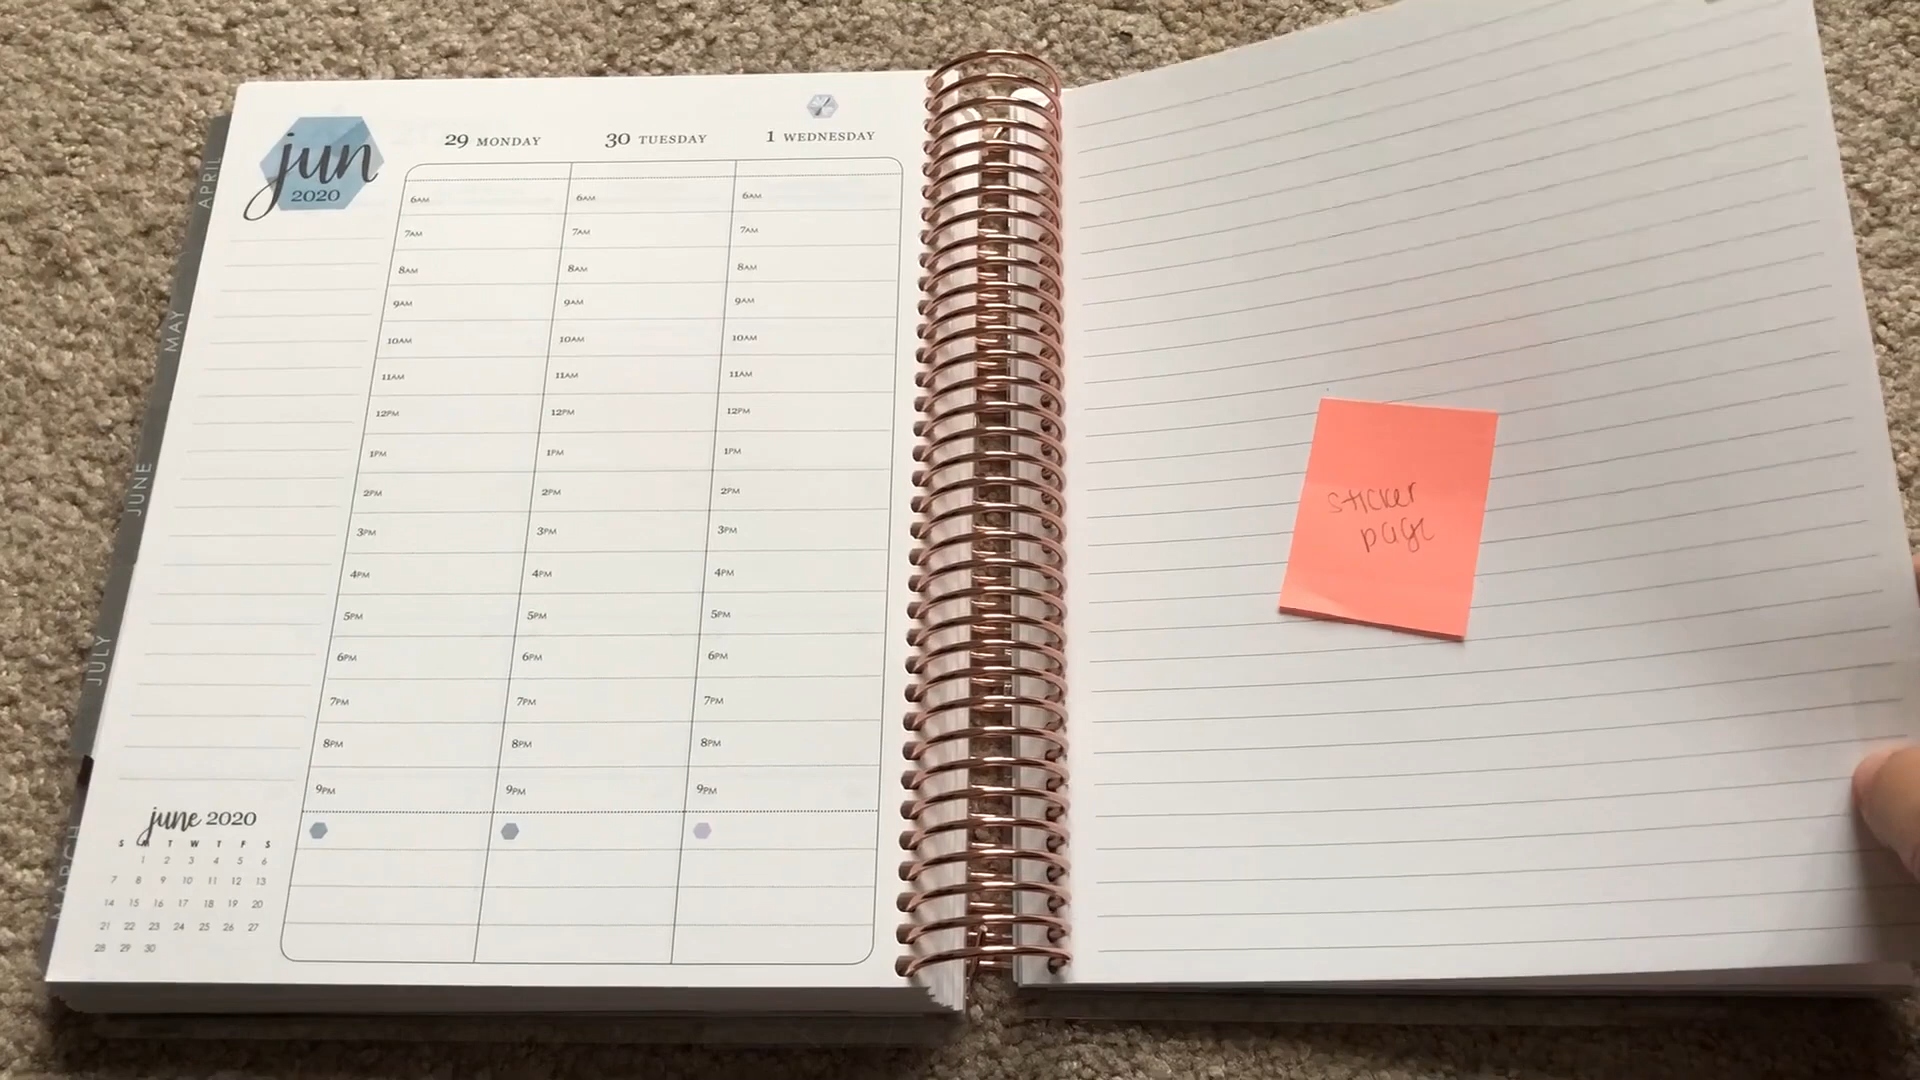 jun
2020
29 MONDAY 30 TUESDAY 1 WEDNESDAY
6AM 6AM 6AM
7AM 7AM 7AM
8AM 8AM 8AM
9AM 9AM 9AM
10AM 10AM 10AM
11AM 11AM 11AM
12PM 12PM 12PM
1PM 1PM 1PM
2PM 2PM 2PM
3PM 3PM 3PM
4PM 4PM 4PM
5PM 5PM 5PM
6PM 6PM 6PM
7PM 7PM 7PM
8PM 8PM 8PM
9PM 9PM 9PM
june 2020
S M T W T F S
1 2 3 4 5 6
7 8 9 10 11 12 13
14 15 16 17 18 19 20
21 22 23 24 25 26 27
28 29 30
APRIL
MAY
JUNE
JULY
MARCH
sticker
page